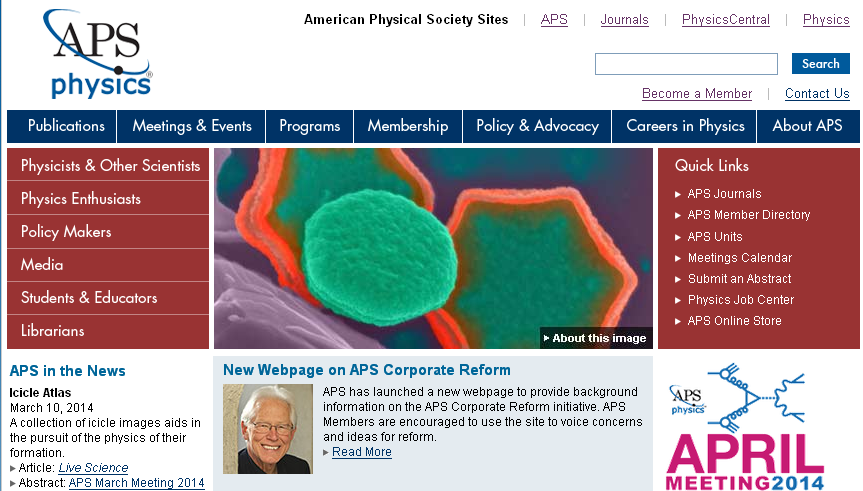 American Physical Society Sites | APS | Journals | PhysicsCentral | Physics
APS
physics®
Search
Become a Member | Contact Us
Publications | Meetings & Events | Programs | Membership | Policy & Advocacy | Careers in Physics | About APS
Physicists & Other Scientists
Physics Enthusiasts
Policy Makers
Media
Students & Educators
Librarians
About this image
Quick Links
APS Journals
APS Member Directory
APS Units
Meetings Calendar
Submit an Abstract
Physics Job Center
APS Online Store
APS in the News
Icicle Atlas
March 10, 2014
A collection of icicle images aids in
the pursuit of the physics of their
formation.
Article: Live Science
Abstract: APS March Meeting 2014
New Webpage on APS Corporate Reform
APS has launched a new webpage to provide background
information on the APS Corporate Reform initiative. APS
Members are encouraged to use the site to voice concerns
and ideas for reform.
Read More
APS
physics
APRIL
MEETING2014